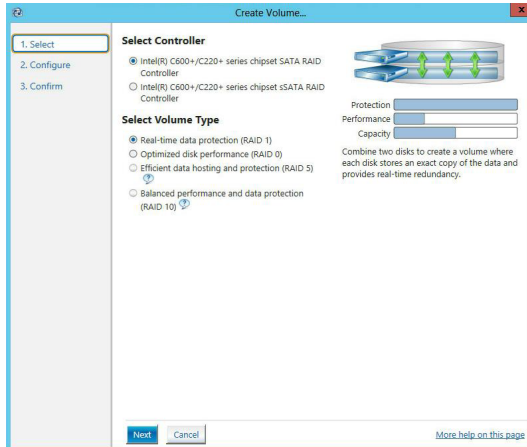 Create Volume...
x
1. Select
2. Configure
3. Confirm
Select Controller
Intel(R) C600+/C220+ series chipset SATA RAID
Controller
Intel(R) C600+/C220+ series chipset sSATA RAID
Controller
Select Volume Type
Real-time data protection (RAID 1)
Optimized disk performance (RAID 0)
Efficient data hosting and protection (RAID 5)
?
Balanced performance and data protection
(RAID 10) ?
Protection
Performance
Capacity
Combine two disks to create a volume where
each disk stores an exact copy of the data and
provides real-time redundancy.
Next
Cancel
More help on this page